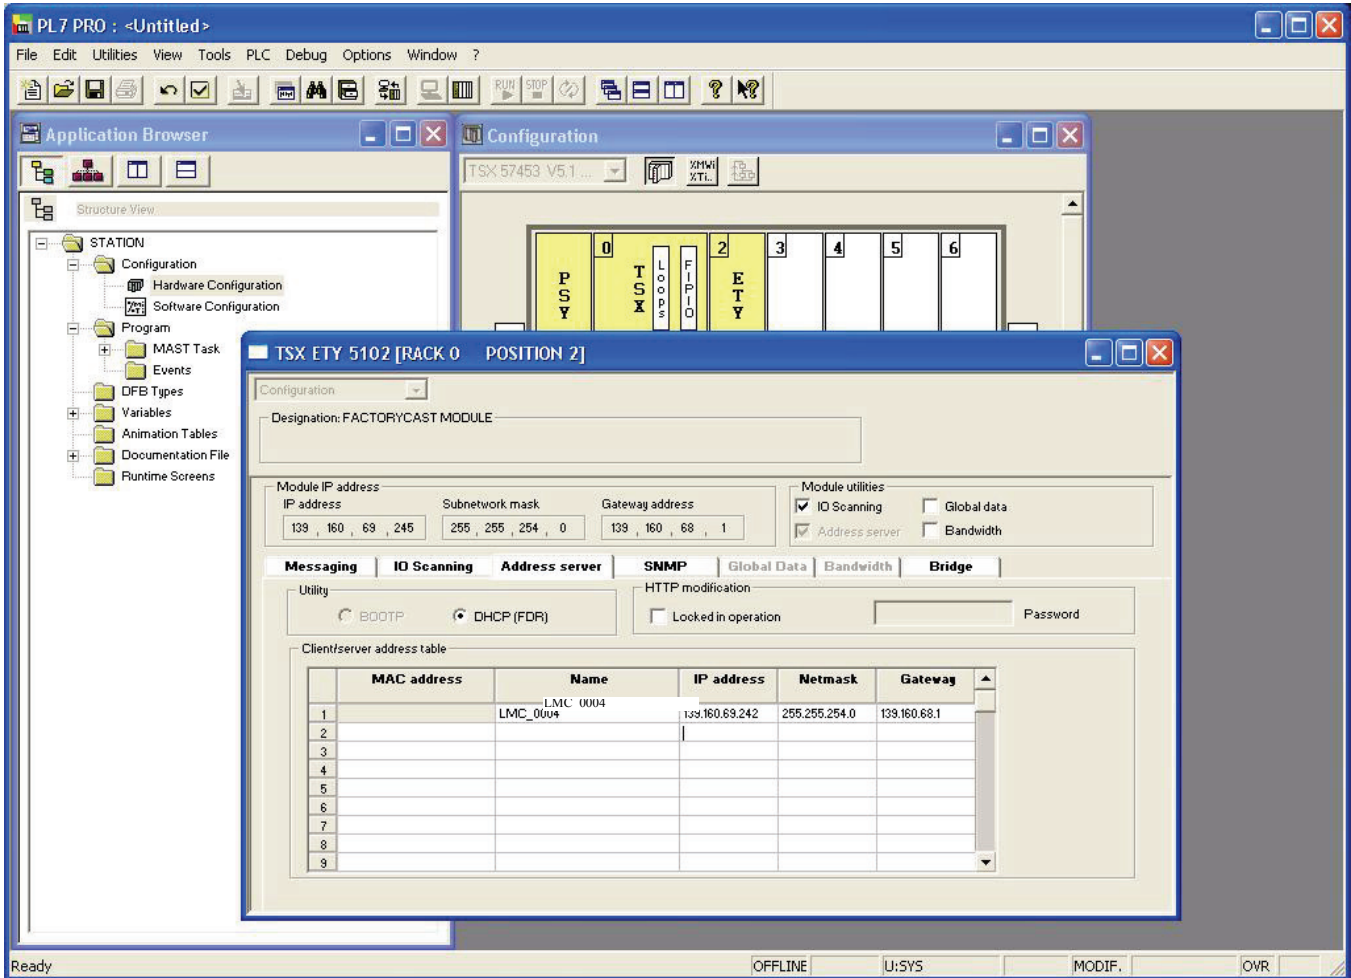 PL7 PRO : <Untitled>
File Edit Utilities View Tools PLC Debug Options Window ?
RUN STOP
Application Browser
Structure View
STATION
Configuration
Hardware Configuration
Software Configuration
Program
MAST Task
Events
DFB Types
Variables
Animation Tables
Documentation File
Runtime Screens
Configuration
TSX 57453 V5.1 ...
%MWi
%Ti..
0 2 3 4 5 6
PSY
TSX
Loops
FIPIO
ETY
TSX ETY 5102 [RACK 0 POSITION 2]
Configuration
Designation: FACTORYCAST MODULE
Module IP address
IP address Subnetwork mask Gateway address
139 , 160 , 69 , 245 255 , 255 , 254 , 0 139 , 160 , 68 , 1
Module utilities
IO Scanning Global data
Address server Bandwidth
Messaging IO Scanning Address server SNMP Global Data Bandwidth Bridge
Utility
BOOTP DHCP (FDR)
HTTP modification
Locked in operation Password
Client/server address table
MAC address Name IP address Netmask Gateway
LMC_0004
1 LMC_0004 139.160.69.242 255.255.254.0 139.160.68.1
2
3
4
5
6
7
8
9
Ready OFFLINE U:SYS MODIF. OVR